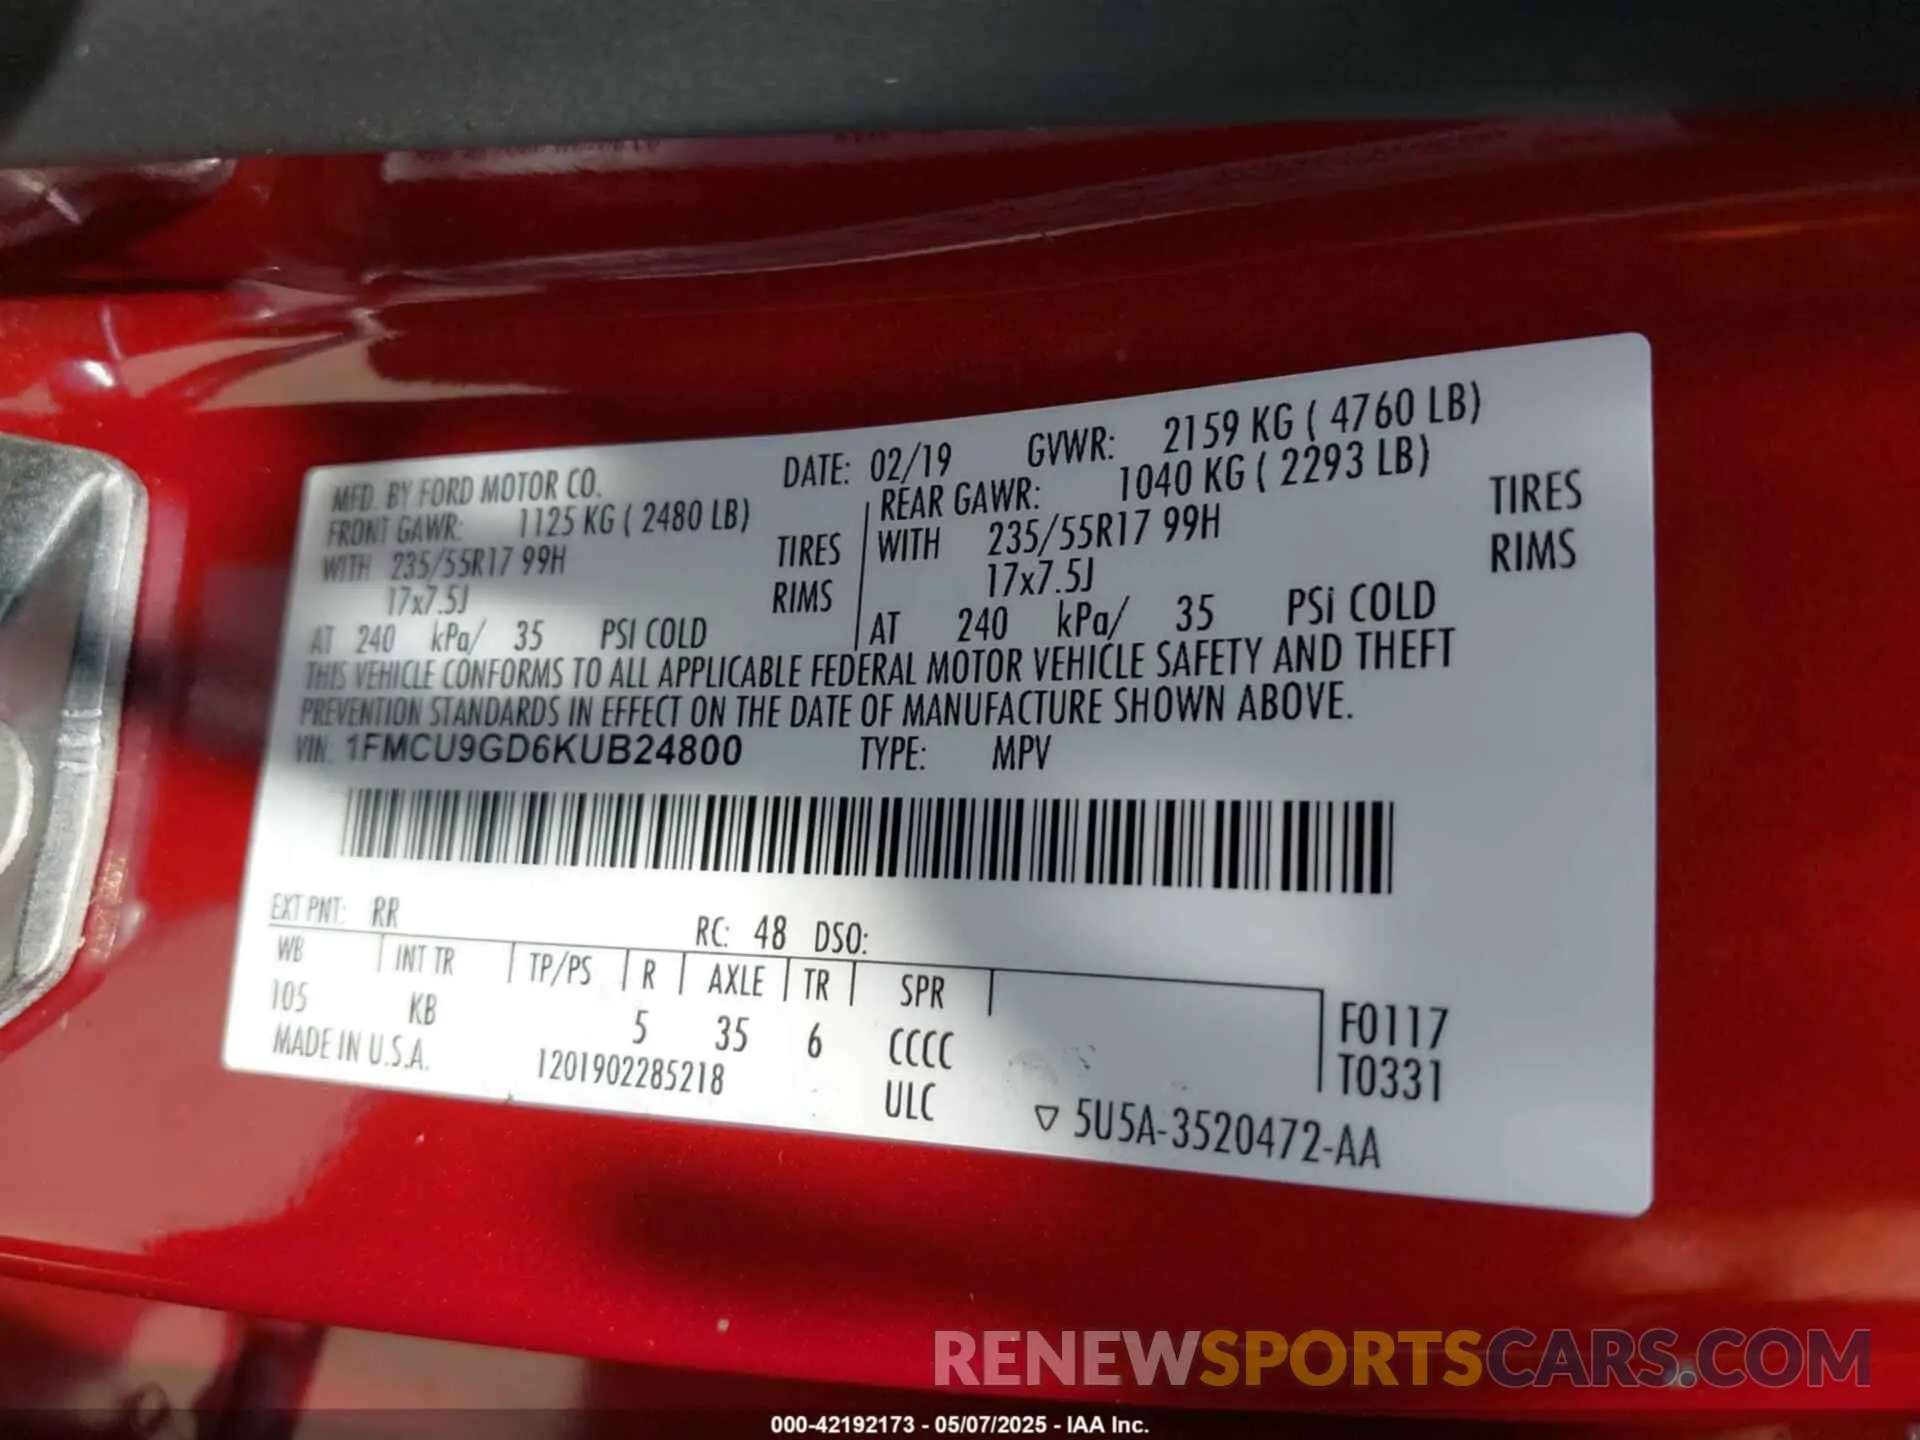 MFD. BY FORD MOTOR CO. DATE: 02/19 GVWR: 2159 KG ( 4760 LB)
FRONT GAWR: 1125 KG ( 2480 LB) REAR GAWR: 1040 KG ( 2293 LB)
WITH 235/55R17 99H TIRES WITH 235/55R17 99H TIRES
17x7.5J RIMS 17x7.5J RIMS
AT 240 kPa/ 35 PSI COLD AT 240 kPa/ 35 PSi COLD
THIS VEHICLE CONFORMS TO ALL APPLICABLE FEDERAL MOTOR VEHICLE SAFETY AND THEFT
PREVENTION STANDARDS IN EFFECT ON THE DATE OF MANUFACTURE SHOWN ABOVE.
VIN: 1FMCU9GD6KUB24800 TYPE: MPV
EXT PNT: RR RC: 48 DSO:
WB INT TR TP/PS R AXLE TR SPR
105 KB 5 35 6 CCCC F0117
MADE IN U.S.A. 1201902285218 ULC T0331
▽ 5U5A-3520472-AA
RENEWSPORTSCARS.COM
000-42192173 - 05/07/2025 - IAA Inc.